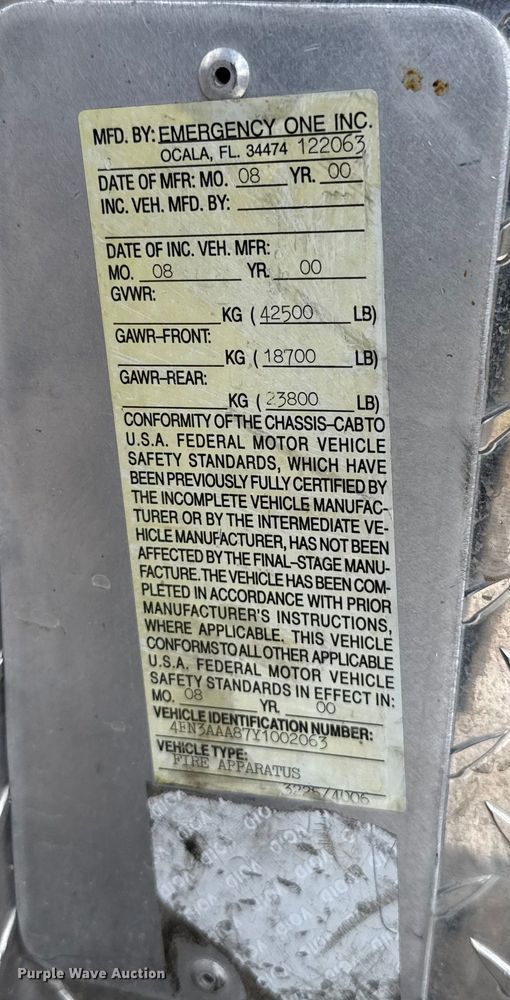 MFD. BY: EMERGENCY ONE INC.
OCALA, FL. 34474 122063
DATE OF MFR: MO. 08 YR. 00
INC. VEH. MFD. BY:
DATE OF INC. VEH. MFR:
MO. 08 YR. 00
GVWR:
KG (42500 LB)
GAWR-FRONT:
KG (18700 LB)
GAWR-REAR:
KG (23800 LB)
CONFORMITY OF THE CHASSIS-CAB TO
U.S.A. FEDERAL MOTOR VEHICLE
SAFETY STANDARDS, WHICH HAVE
BEEN PREVIOUSLY FULLY CERTIFIED BY
THE INCOMPLETE VEHICLE MANUFAC-
TURER OR BY THE INTERMEDIATE VE-
HICLE MANUFACTURER, HAS NOT BEEN
AFFECTED BY THE FINAL-STAGE MANU-
FACTURE. THE VEHICLE HAS BEEN COM-
PLETED IN ACCORDANCE WITH PRIOR
MANUFACTURER'S INSTRUCTIONS,
WHERE APPLICABLE. THIS VEHICLE
CONFORMS TO ALL OTHER APPLICABLE
U.S.A. FEDERAL MOTOR VEHICLE
SAFETY STANDARDS IN EFFECT IN:
MO. 08 YR. 00
VEHICLE IDENTIFICATION NUMBER:
4EN3AAA87Y1002063
VEHICLE TYPE:
FIRE APPARATUS
3225/4006
VOID VOID VOID
Purple Wave Auction